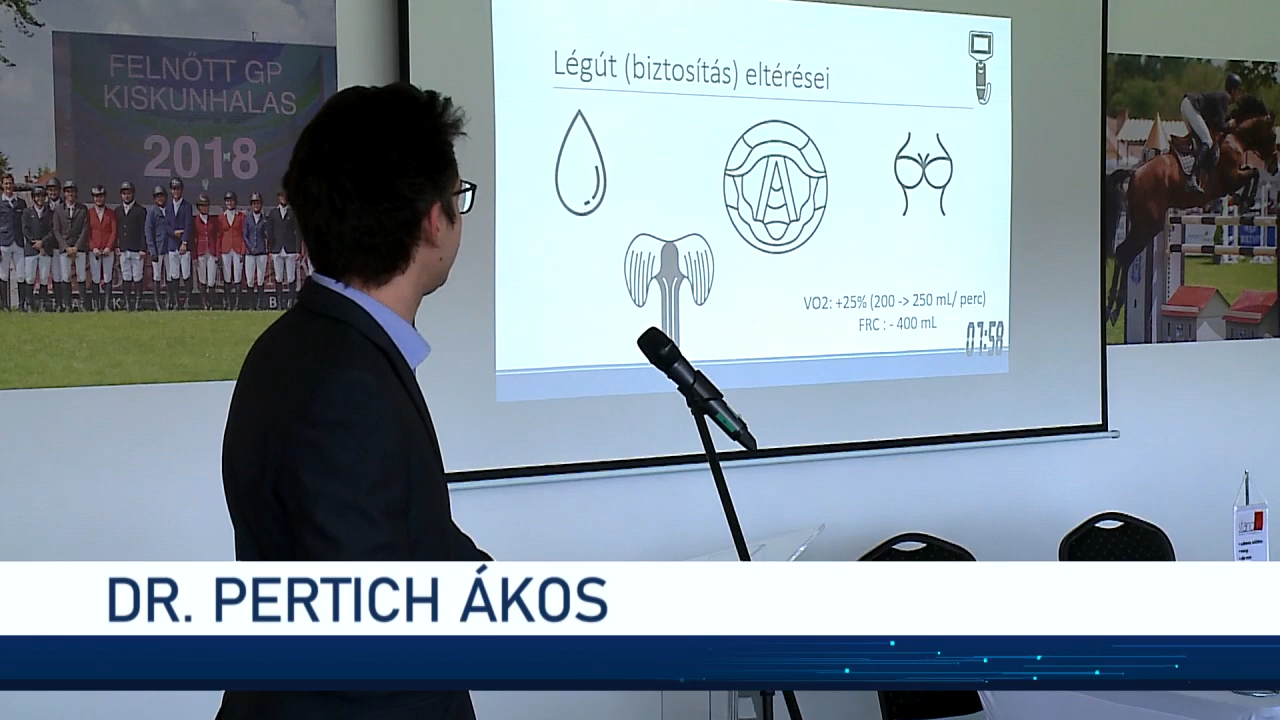 FELNŐTT GP
KISKUNHALAS
2018
Légút (biztosítás) eltérései
VO2: +25% (200 -> 250 mL/ perc)
FRC : - 400 mL
07:58
DR. PERTICH ÁKOS